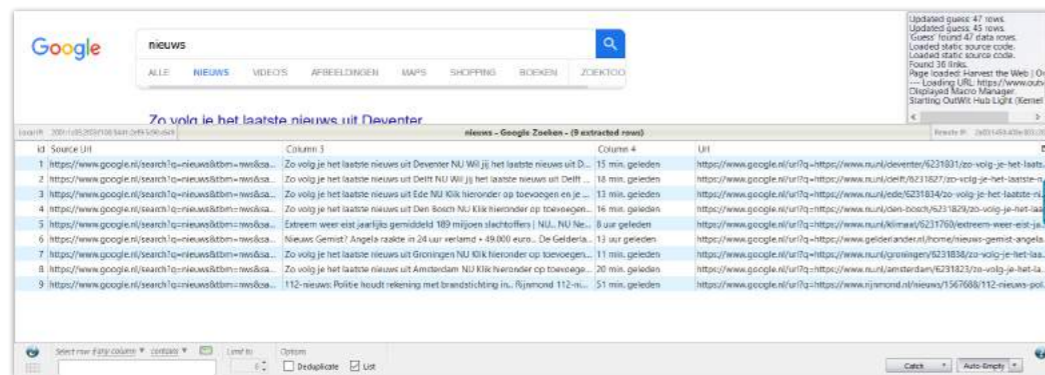 Updated guess: 47 rows.
Updated guess: 45 rows.
'Guess' found 47 data rows.
Loaded static source code.
Loaded static source code.
Found 36 links.
Page loaded: Harvest the Web | O
--- Loading URL: https://www.outw
Displayed Macro Manager.
Starting OutWit Hub Light (Kernel
Google
nieuws
ALLE NIEUWS VIDEO'S AFBEELDINGEN MAPS SHOPPING BOEKEN ZOEKTOO
Zo volg je het laatste nieuws uit Deventer
nieuws - Google Zoeken - (9 extracted rows)
id Source Url Column 3 Column 4 Url
1 https://www.google.nl/search?q=nieuws&tbm=nws&sa... Zo volg je het laatste nieuws uit Deventer NU Wil jij het laatste nieuws uit D... 15 min. geleden https://www.google.nl/url?q=https://www.nu.nl/deventer/6231831/zo-volg-je-het-laats
2 https://www.google.nl/search?q=nieuws&tbm=nws&sa... Zo volg je het laatste nieuws uit Delft NU Wil jij het laatste nieuws uit Delft ... 18 min. geleden https://www.google.nl/url?q=https://www.nu.nl/delft/6231827/zo-volg-je-het-laatste-n
3 https://www.google.nl/search?q=nieuws&tbm=nws&sa... Zo volg je het laatste nieuws uit Ede NU Klik hieronder op toevoegen en je ... 13 min. geleden https://www.google.nl/url?q=https://www.nu.nl/ede/6231834/zo-volg-je-het-laatste-ni
4 https://www.google.nl/search?q=nieuws&tbm=nws&sa... Zo volg je het laatste nieuws uit Den Bosch NU Klik hieronder op toevoegen... 16 min. geleden https://www.google.nl/url?q=https://www.nu.nl/den-bosch/6231829/zo-volg-je-het-laa
5 https://www.google.nl/search?q=nieuws&tbm=nws&sa... Extreem weer eist jaarlijks gemiddeld 189 miljoen slachtoffers | NU... NU Ne... 8 uur geleden https://www.google.nl/url?q=https://www.nu.nl/klimaat/6231760/extreem-weer-eist-ja
6 https://www.google.nl/search?q=nieuws&tbm=nws&sa... Nieuws Gemist? Angela raakte in 24 uur verlamd • 49.000 euro... De Gelderla... 13 uur geleden https://www.google.nl/url?q=https://www.gelderlander.nl/home/nieuws-gemist-angela
7 https://www.google.nl/search?q=nieuws&tbm=nws&sa... Zo volg je het laatste nieuws uit Groningen NU Klik hieronder op toevoegen... 11 min. geleden https://www.google.nl/url?q=https://www.nu.nl/groningen/6231838/zo-volg-je-het-laa
8 https://www.google.nl/search?q=nieuws&tbm=nws&sa... Zo volg je het laatste nieuws uit Amsterdam NU Klik hieronder op toevoege... 20 min. geleden https://www.google.nl/url?q=https://www.nu.nl/amsterdam/6231823/zo-volg-je-het-la
9 https://www.google.nl/search?q=nieuws&tbm=nws&sa... 112-nieuws: Politie houdt rekening met brandstichting in... Rijnmond 112-n... 51 min. geleden https://www.google.nl/url?q=https://www.rijnmond.nl/nieuws/1567688/112-nieuws-pol
Select row if any column contains Limit to: Options
Deduplicate List Catch Auto-Empty